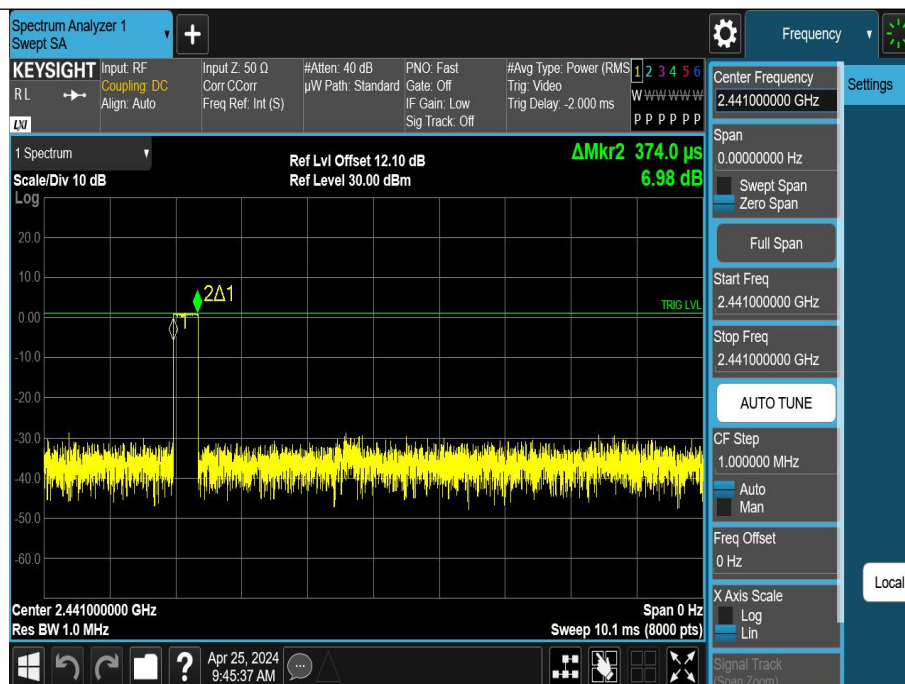 Spectrum Analyzer 1
Swept SA
+
Frequency
KEYSIGHT
RL
LXI
Input: RF
Coupling: DC
Align: Auto
Input Z: 50 Ω
Corr CCorr
Freq Ref: Int (S)
#Atten: 40 dB
µW Path: Standard
PNO: Fast
Gate: Off
IF Gain: Low
Sig Track: Off
#Avg Type: Power (RMS
Trig: Video
Trig Delay: -2.000 ms
1 2 3 4 5 6
W W W W W W
P P P P P P
1 Spectrum
Scale/Div 10 dB
Log
Ref Lvl Offset 12.10 dB
Ref Level 30.00 dBm
ΔMkr2 374.0 µs
6.98 dB
20.0
10.0
0.00
-10.0
-20.0
-30.0
-40.0
-50.0
-60.0
2Δ1
TRIG LVL
Center 2.441000000 GHz
Res BW 1.0 MHz
Span 0 Hz
Sweep 10.1 ms (8000 pts)
Center Frequency
2.441000000 GHz
Span
0.00000000 Hz
Swept Span
Zero Span
Full Span
Start Freq
2.441000000 GHz
Stop Freq
2.441000000 GHz
AUTO TUNE
CF Step
1.000000 MHz
Auto
Man
Freq Offset
0 Hz
X Axis Scale
Log
Lin
Signal Track
(Span Zoom)
Settings
Local
?
Apr 25, 2024
9:45:37 AM